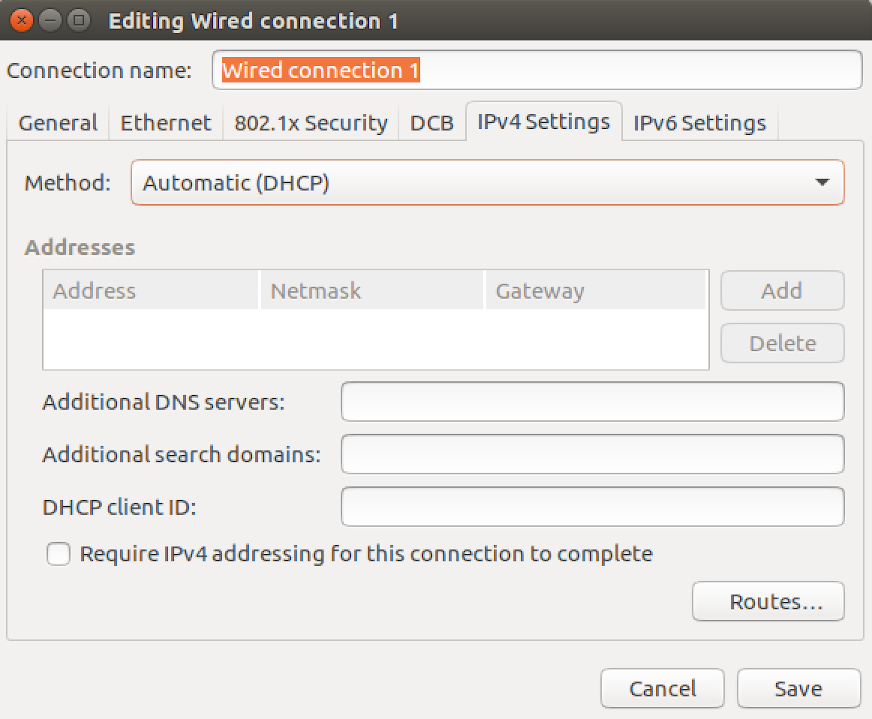 Editing Wired connection 1
Connection name: Wired connection 1
General Ethernet 802.1x Security DCB IPv4 Settings IPv6 Settings
Method: Automatic (DHCP)
Addresses
Address Netmask Gateway Add
Delete
Additional DNS servers:
Additional search domains:
DHCP client ID:
Require IPv4 addressing for this connection to complete
Routes...
Cancel Save